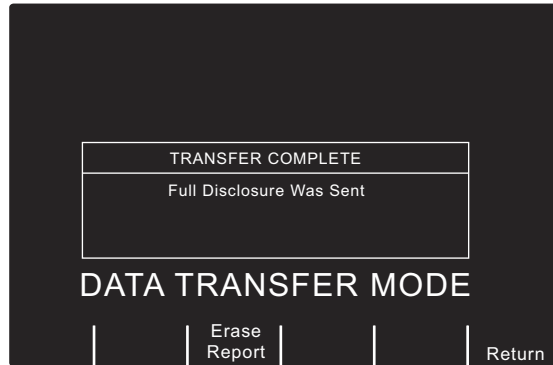 TRANSFER COMPLETE
Full Disclosure Was Sent
DATA TRANSFER MODE
Erase
Report
Return